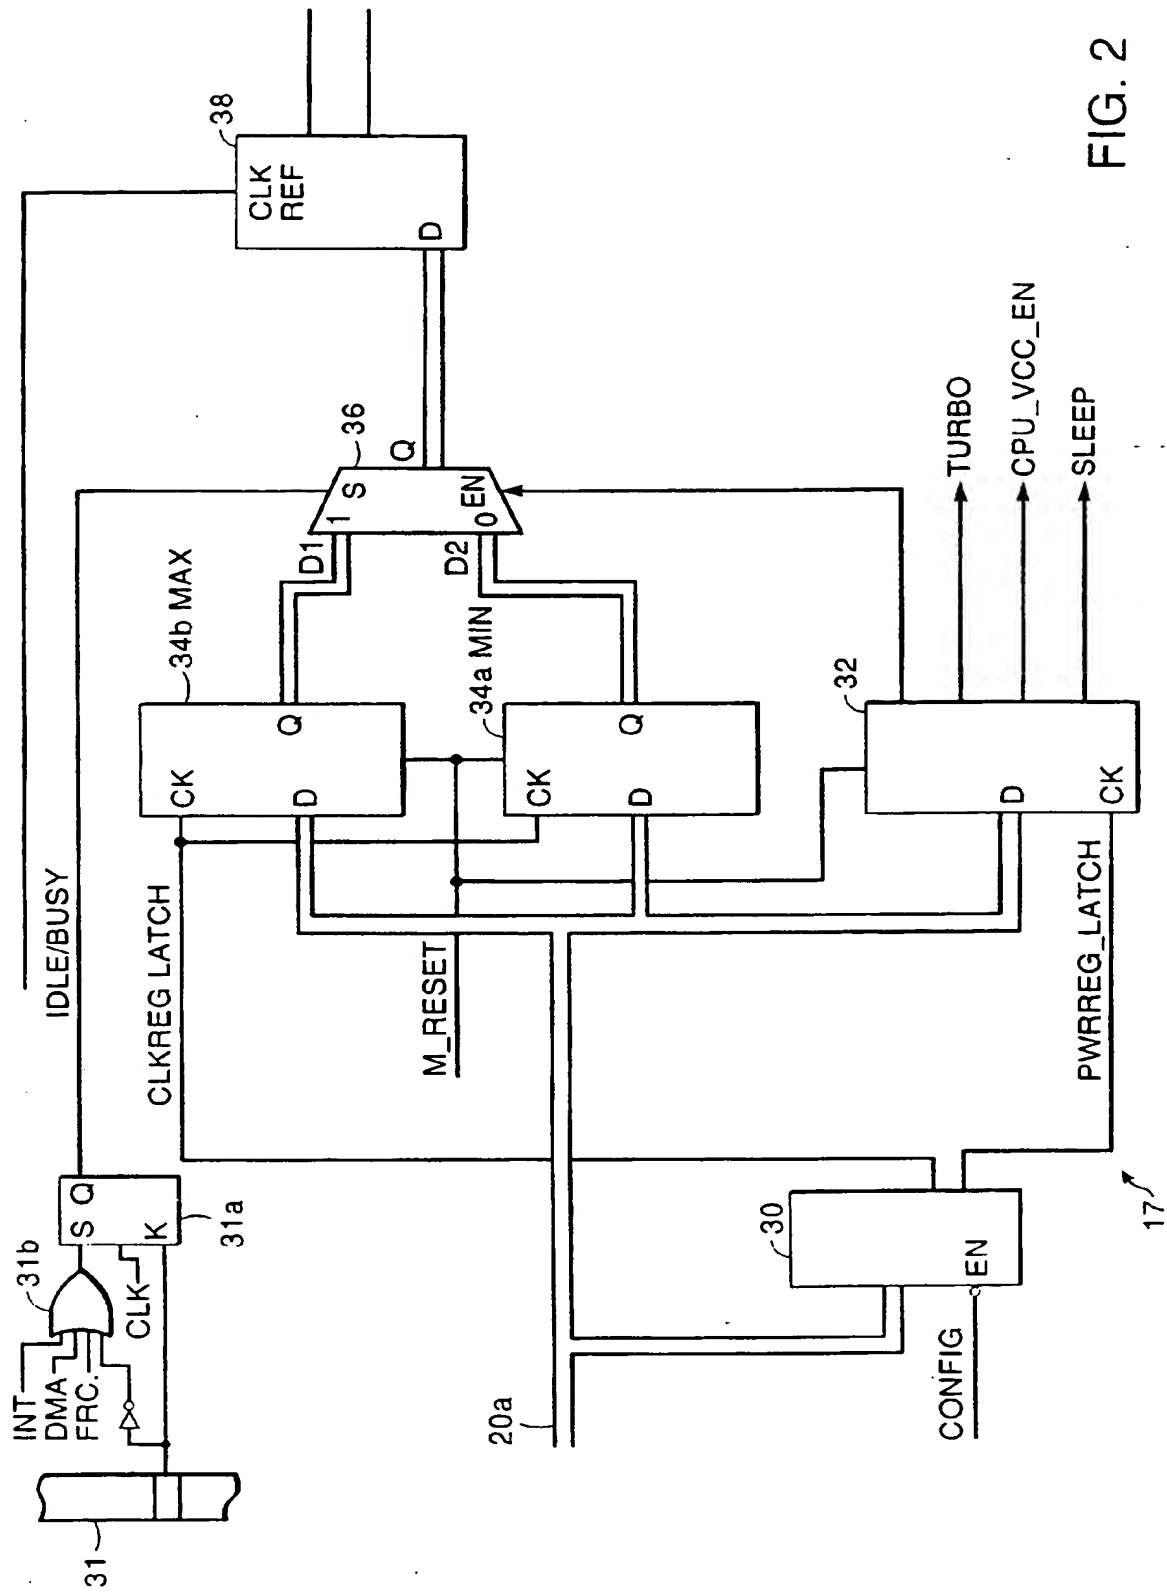 31
INT
DMA
FRC.
31b
CLK
S Q
K
31a
IDLE/BUSY
CLKREG LATCH
M_RESET
20a
CONFIG
30
EN
PWRREG_LATCH
17
CK
D
Q
34b MAX
CK
D
Q
34a MIN
D
CK
32
D1
D2
1
S
0
EN
36
Q
TURBO
CPU_VCC_EN
SLEEP
CLK
REF
D
38
FIG. 2